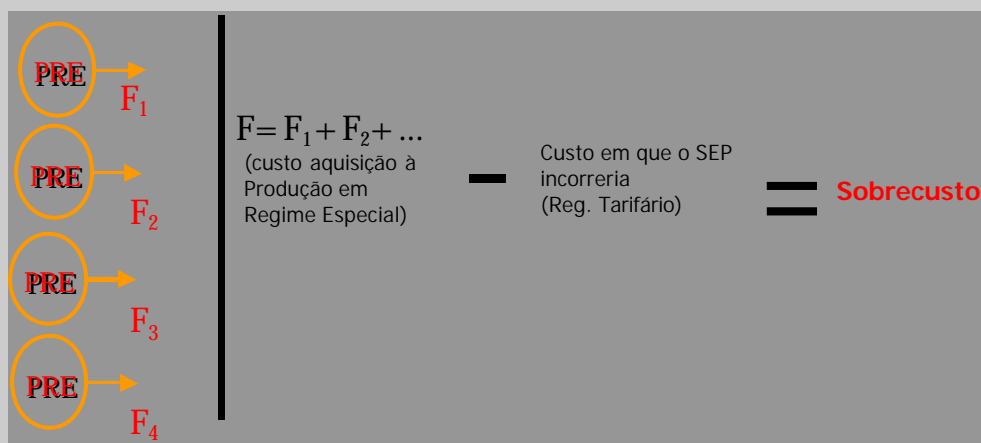 PRE
F₁
PRE
F₂
PRE
F₃
PRE
F₄
F= F₁ + F₂ + ...
(custo aquisição à
Produção em
Regime Especial)
Custo em que o SEP
incorreria
(Reg. Tarifário)
Sobrecusto